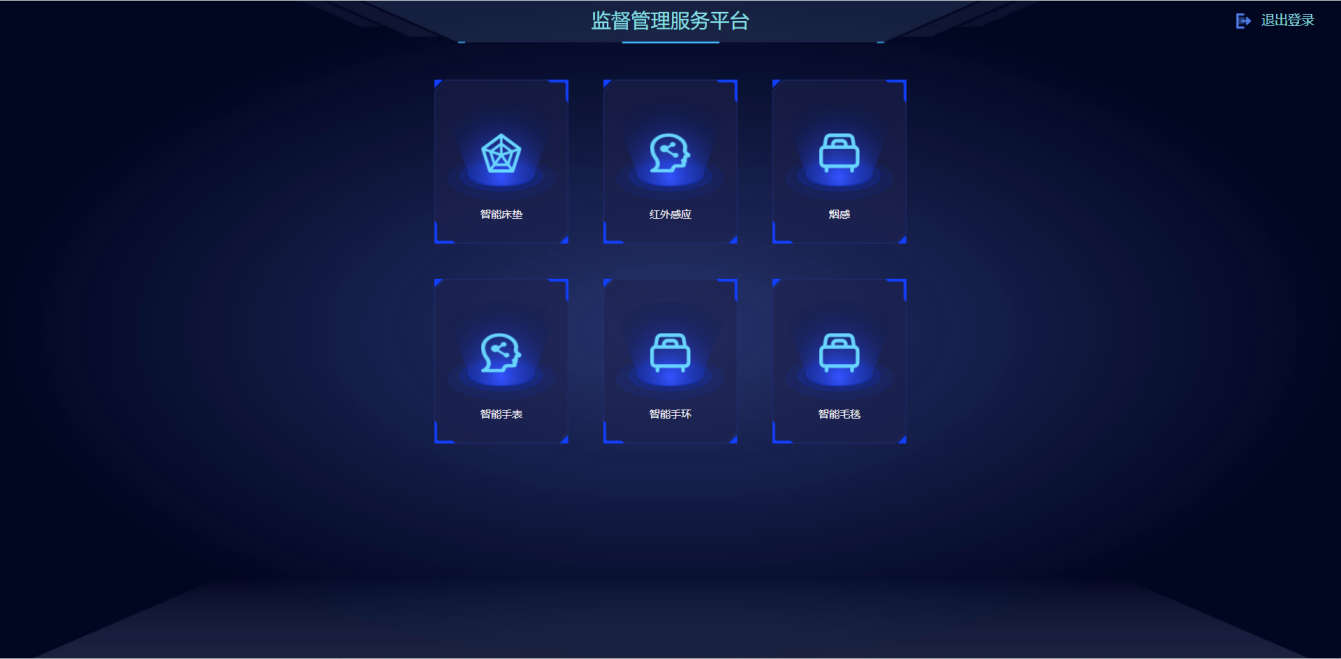 监督管理服务平台
退出登录
智能床垫
红外感应
烟感
智能手表
智能手环
智能毛毯